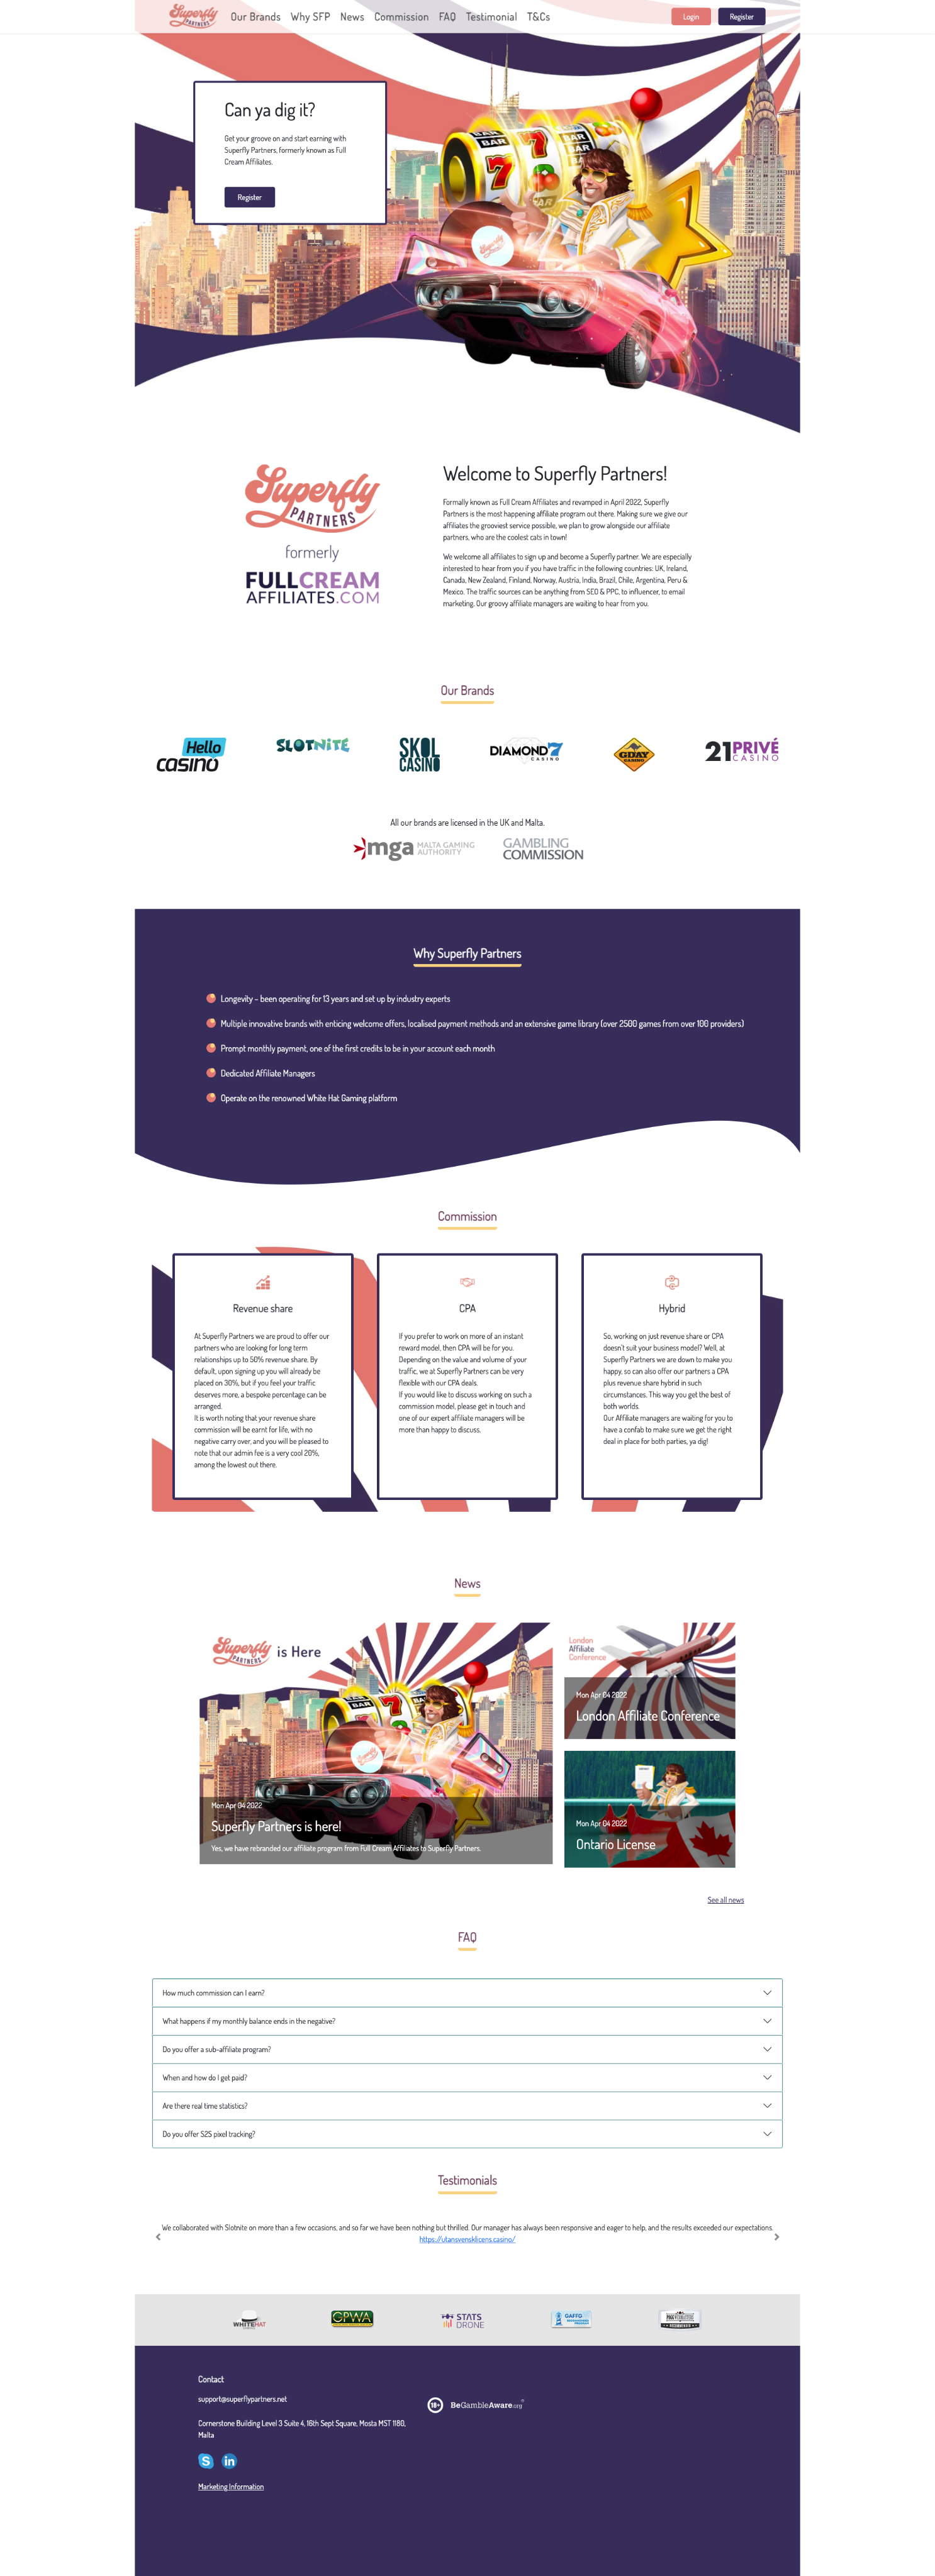 Superfly PARTNERS
Our Brands Why SFP News Commission FAQ Testimonial T&Cs
Login Register
Can ya dig it?
Get your groove on and start earning with
Superfly Partners, formerly known as Full
Cream Affiliates.
Register
BAR 7 BAR
BAR 7 BAR
BAR
Superfly PARTNERS
formerly
FULLCREAM
AFFILIATES.COM
Welcome to Superfly Partners!
Formally known as Full Cream Affiliates and revamped in April 2022, Superfly
Partners is the most happening affiliate program out there. Making sure we give our
affiliates the grooviest service possible, we plan to grow alongside our affiliate
partners, who are the coolest cats in town!
We welcome all affiliates to sign up and become a Superfly partner. We are especially
interested to hear from you if you have traffic in the following countries: UK, Ireland,
Canada, New Zealand, Finland, Norway, Austria, India, Brazil, Chile, Argentina, Peru &
Mexico. The traffic sources can be anything from SEO & PPC, to influencer, to email
marketing. Our groovy affiliate managers are waiting to hear from you.
Our Brands
Hello casino
SLOTNITE
SKOL CASINO
DIAMOND 7 CASINO
GDAY CASINO
21 PRIVÉ CASINO
All our brands are licensed in the UK and Malta.
mga MALTA GAMING AUTHORITY
GAMBLING COMMISSION
Why Superfly Partners
Longevity – been operating for 13 years and set up by industry experts
Multiple innovative brands with enticing welcome offers, localised payment methods and an extensive game library (over 2500 games from over 100 providers)
Prompt monthly payment, one of the first credits to be in your account each month
Dedicated Affiliate Managers
Operate on the renowned White Hat Gaming platform
Commission
Revenue share
At Superfly Partners we are proud to offer our
partners who are looking for long term
relationships up to 50% revenue share. By
default, upon signing up you will already be
placed on 30%, but if you feel your traffic
deserves more, a bespoke percentage can be
arranged.
It is worth noting that your revenue share
commission will be earnt for life, with no
negative carry over, and you will be pleased to
note that our admin fee is a very cool 20%,
among the lowest out there.
CPA
If you prefer to work on more of an instant
reward model, then CPA will be for you.
Depending on the value and volume of your
traffic, we at Superfly Partners can be very
flexible with our CPA deals.
If you would like to discuss working on such a
commission model, please get in touch and
one of our expert affiliate managers will be
more than happy to discuss.
Hybrid
So, working on just revenue share or CPA
doesn't suit your business model? Well, at
Superfly Partners we are down to make you
happy, so can also offer our partners a CPA
plus revenue share hybrid in such
circumstances. This way you get the best of
both worlds.
Our Affiliate managers are waiting for you to
have a confab to make sure we get the right
deal in place for both parties, ya dig!
News
Superfly PARTNERS is Here
BAR 7
Mon Apr 04 2022
Superfly Partners is here!
Yes, we have rebranded our affiliate program from Full Cream Affiliates to Superfly Partners.
London
Affiliate
Conference
Mon Apr 04 2022
London Affiliate Conference
Mon Apr 04 2022
Ontario License
See all news
FAQ
How much commission can I earn?
What happens if my monthly balance ends in the negative?
Do you offer a sub-affiliate program?
When and how do I get paid?
Are there real time statistics?
Do you offer S2S pixel tracking?
Testimonials
We collaborated with Slotnite on more than a few occasions, and so far we have been nothing but thrilled. Our manager has always been responsive and eager to help, and the results exceeded our expectations.
https://utansvensklicens.casino/
WHITEHAT
GPWA
STATS DRONE
GAFFG
Contact
support@superflypartners.net
Cornerstone Building Level 3 Suite 4, 16th Sept Square, Mosta MST 1180,
Malta
18+ BeGambleAware.org
S in
Marketing Information